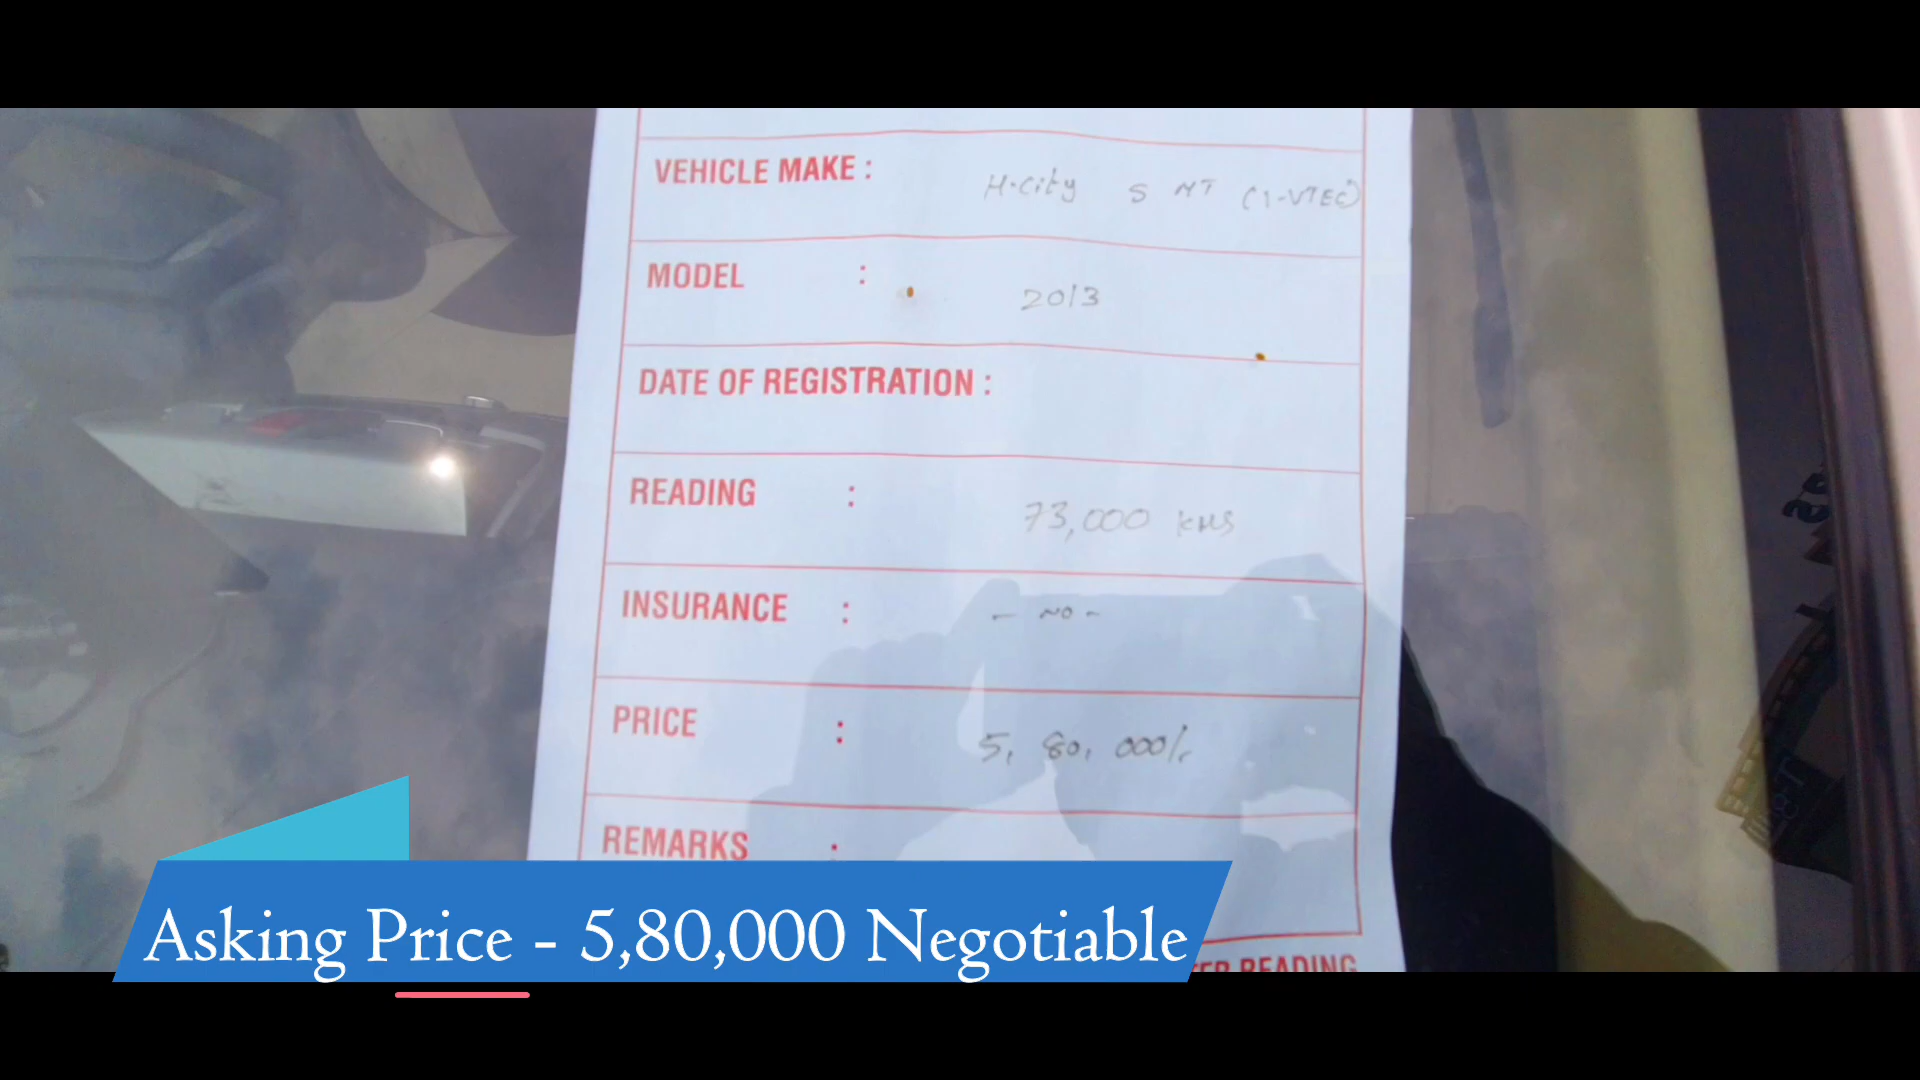 VEHICLE MAKE : H-City S MT (I-VTEC)
MODEL : 2013
DATE OF REGISTRATION :
READING : 73,000 KMS
INSURANCE : - NO -
PRICE : 5,80,000/-
REMARKS :
READING
Asking Price - 5,80,000 Negotiable